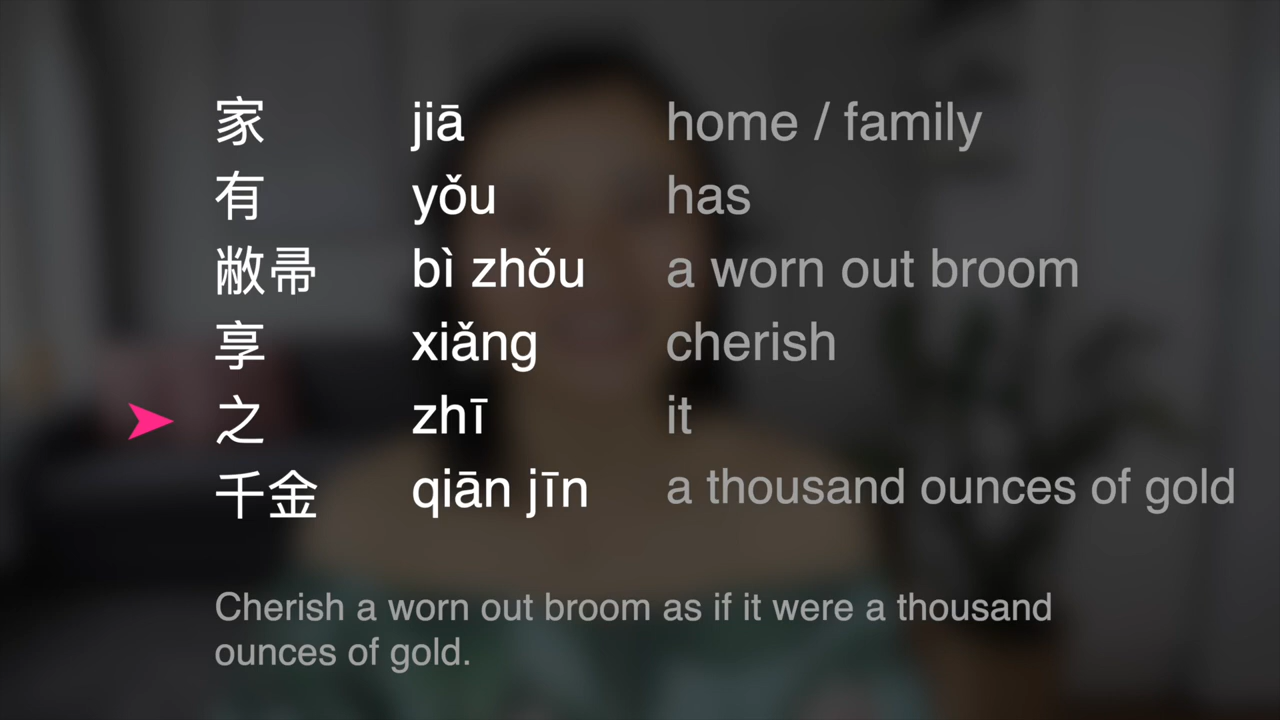 家 jiā home / family
有 yǒu has
敝帚 bì zhǒu a worn out broom
享 xiǎng cherish
之 zhī it
千金 qiān jīn a thousand ounces of gold
Cherish a worn out broom as if it were a thousand
ounces of gold.